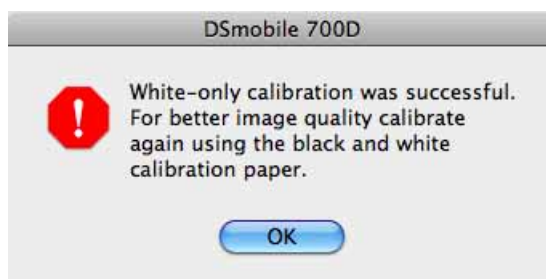 DSmobile 700D
White-only calibration was successful.
For better image quality calibrate
again using the black and white
calibration paper.
OK